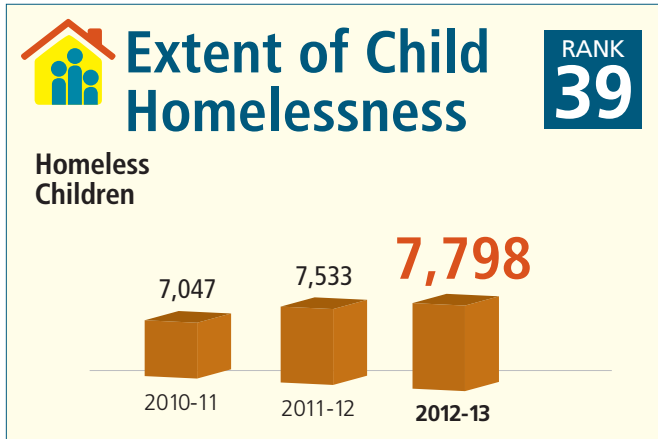 Extent of Child
Homelessness
RANK
39
Homeless
Children
7,047
7,533
7,798
2010-11
2011-12
2012-13